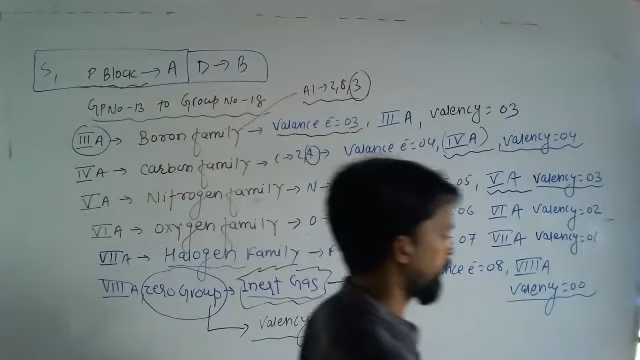 S, P Block → A D → B
GP No-13 to Group No-18
Al → 2,8,3
III A → Boron family → Valance e⁻=03, III A, valency=03
IV A → carbon family → C → 2,4 → Valance e⁻=04, IV A, valency=04
V A → Nitrogen family → N → 05, V A valency=03
VI A → oxygen family → O → 06 VI A valency=02
VII A → Halogen Family → F 07 VII A valency=01
VIII A, zero Group → Inert Gas e⁻=08, VIII A
→ valency valency=00